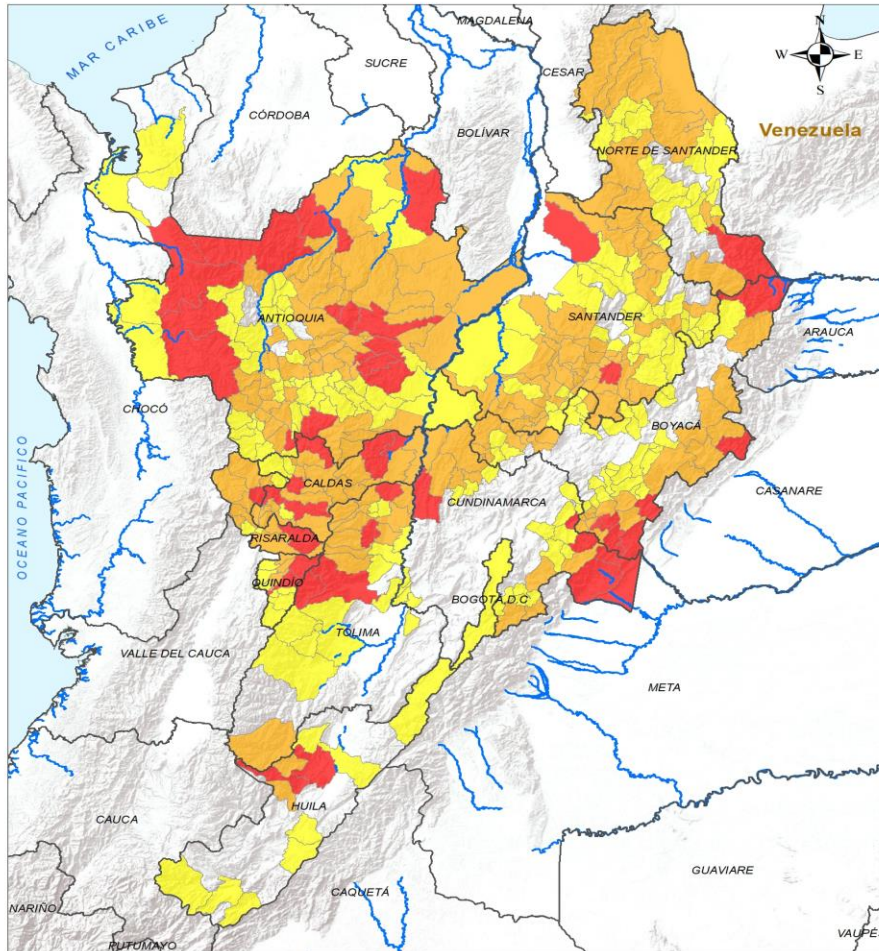 MAGDALENA
N
MAR CARIBE
SUCRE
W
E
CESAR
S
CÓRDOBA
BOLÍVAR
Venezuela
NORTE DE SANTANDER
ANTIOQUIA
SANTANDER
ARAUCA
CHOCÓ
BOYACÁ
OCEANO PACIFICO
CALDAS
CUNDINAMARCA
CASANARE
RISARALDA
QUINDÍO
BOGOTÁ, D.C
TOLIMA
VALLE DEL CAUCA
META
HUILA
CAUCA
GUAVIARE
CAQUETÁ
NARIÑO
PUTUMAYO
VAUPÉ